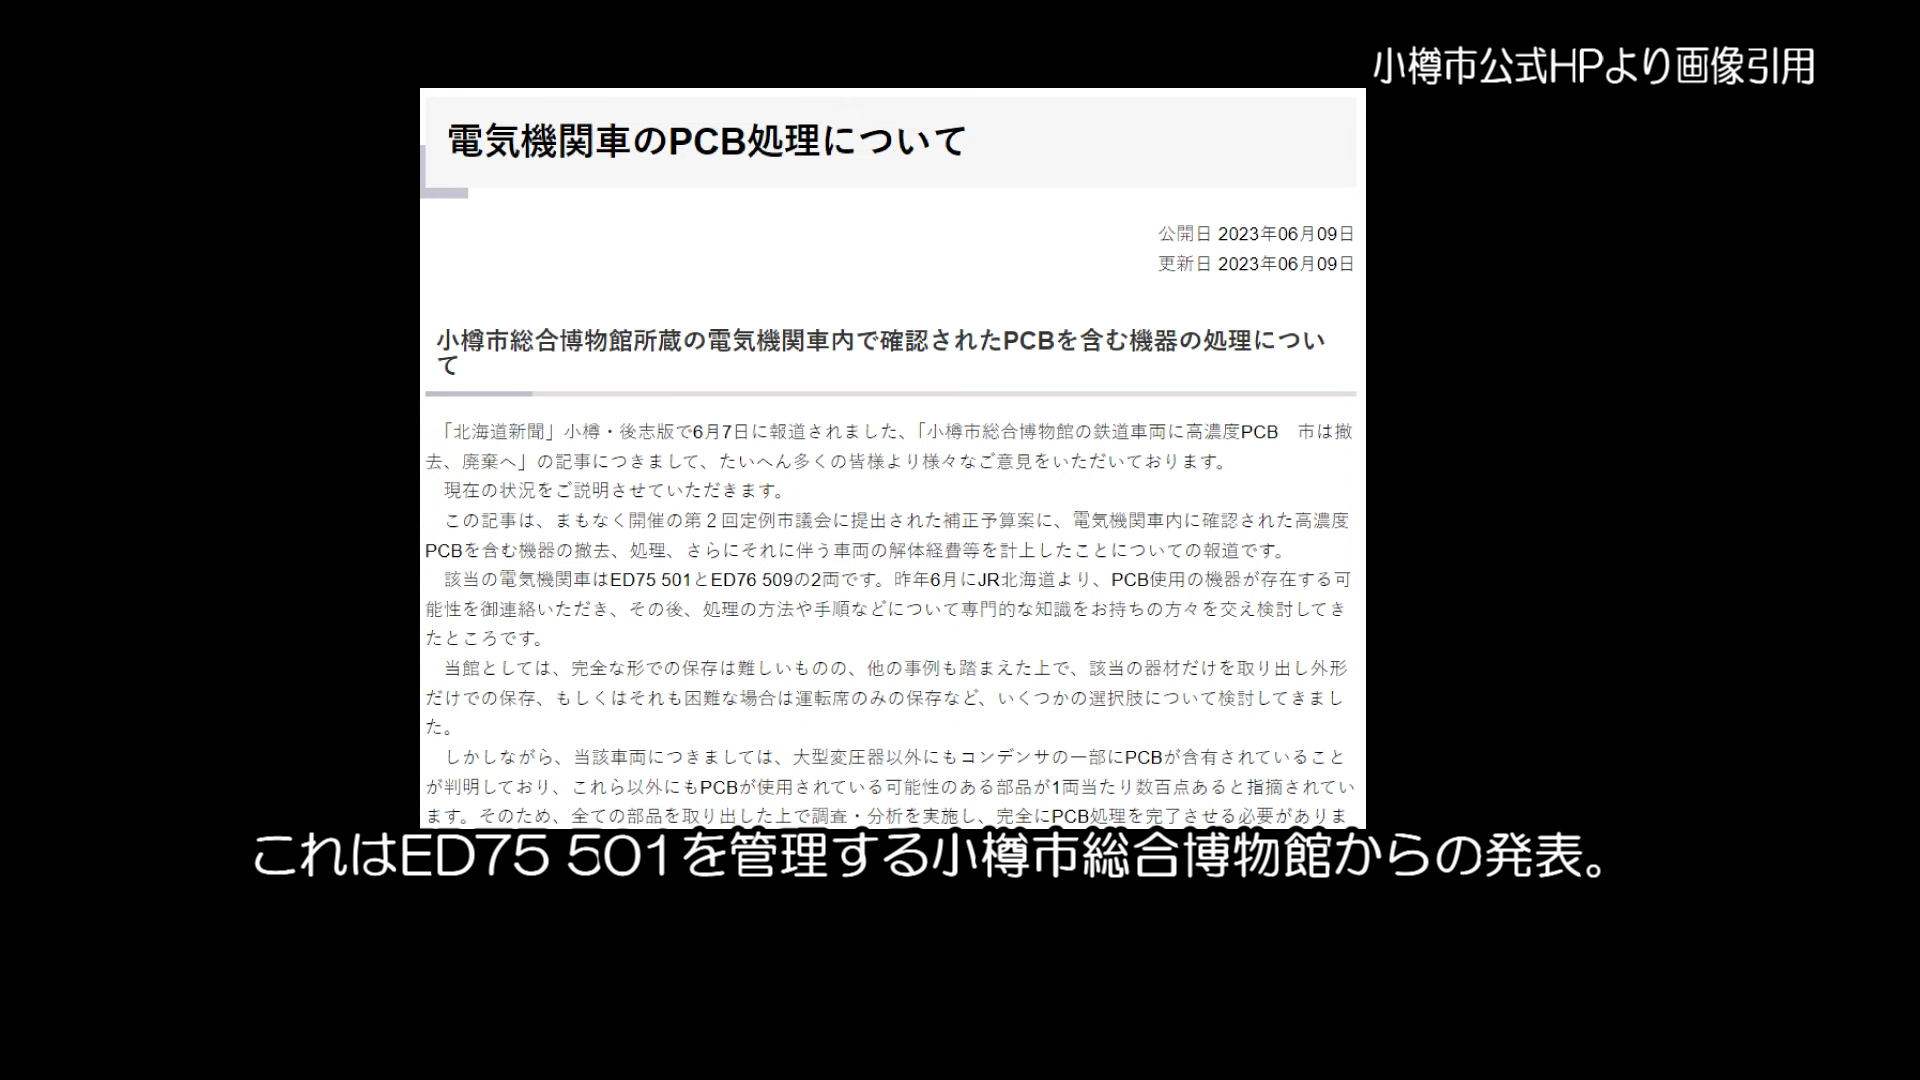 小樽市公式HPより画像引用
電気機関車のPCB処理について
公開日 2023年06月09日
更新日 2023年06月09日
小樽市総合博物館所蔵の電気機関車内で確認されたPCBを含む機器の処理につい
て
「北海道新聞」小樽・後志版で6月7日に報道されました、「小樽市総合博物館の鉄道車両に高濃度PCB　市は撤
去、廃棄へ」の記事につきまして、たいへん多くの皆様より様々なご意見をいただいております。
現在の状況をご説明させていただきます。
この記事は、まもなく開催の第２回定例市議会に提出された補正予算案に、電気機関車内に確認された高濃度
PCBを含む機器の撤去、処理、さらにそれに伴う車両の解体経費等を計上したことについての報道です。
該当の電気機関車はED75 501とED76 509の2両です。昨年6月にJR北海道より、PCB使用の機器が存在する可
能性を御連絡いただき、その後、処理の方法や手順などについて専門的な知識をお持ちの方々を交え検討してき
たところです。
当館としては、完全な形での保存は難しいものの、他の事例も踏まえた上で、該当の器材だけを取り出し外形
だけでの保存、もしくはそれも困難な場合は運転席のみの保存など、いくつかの選択肢について検討してきまし
た。
しかしながら、当該車両につきましては、大型変圧器以外にもコンデンサの一部にPCBが含有されていること
が判明しており、これら以外にもPCBが使用されている可能性のある部品が1両当たり数百点あると指摘されてい
ます。そのため、全ての部品を取り出した上で調査・分析を実施し、完全にPCB処理を完了させる必要がありま
これはED75 501を管理する小樽市総合博物館からの発表。